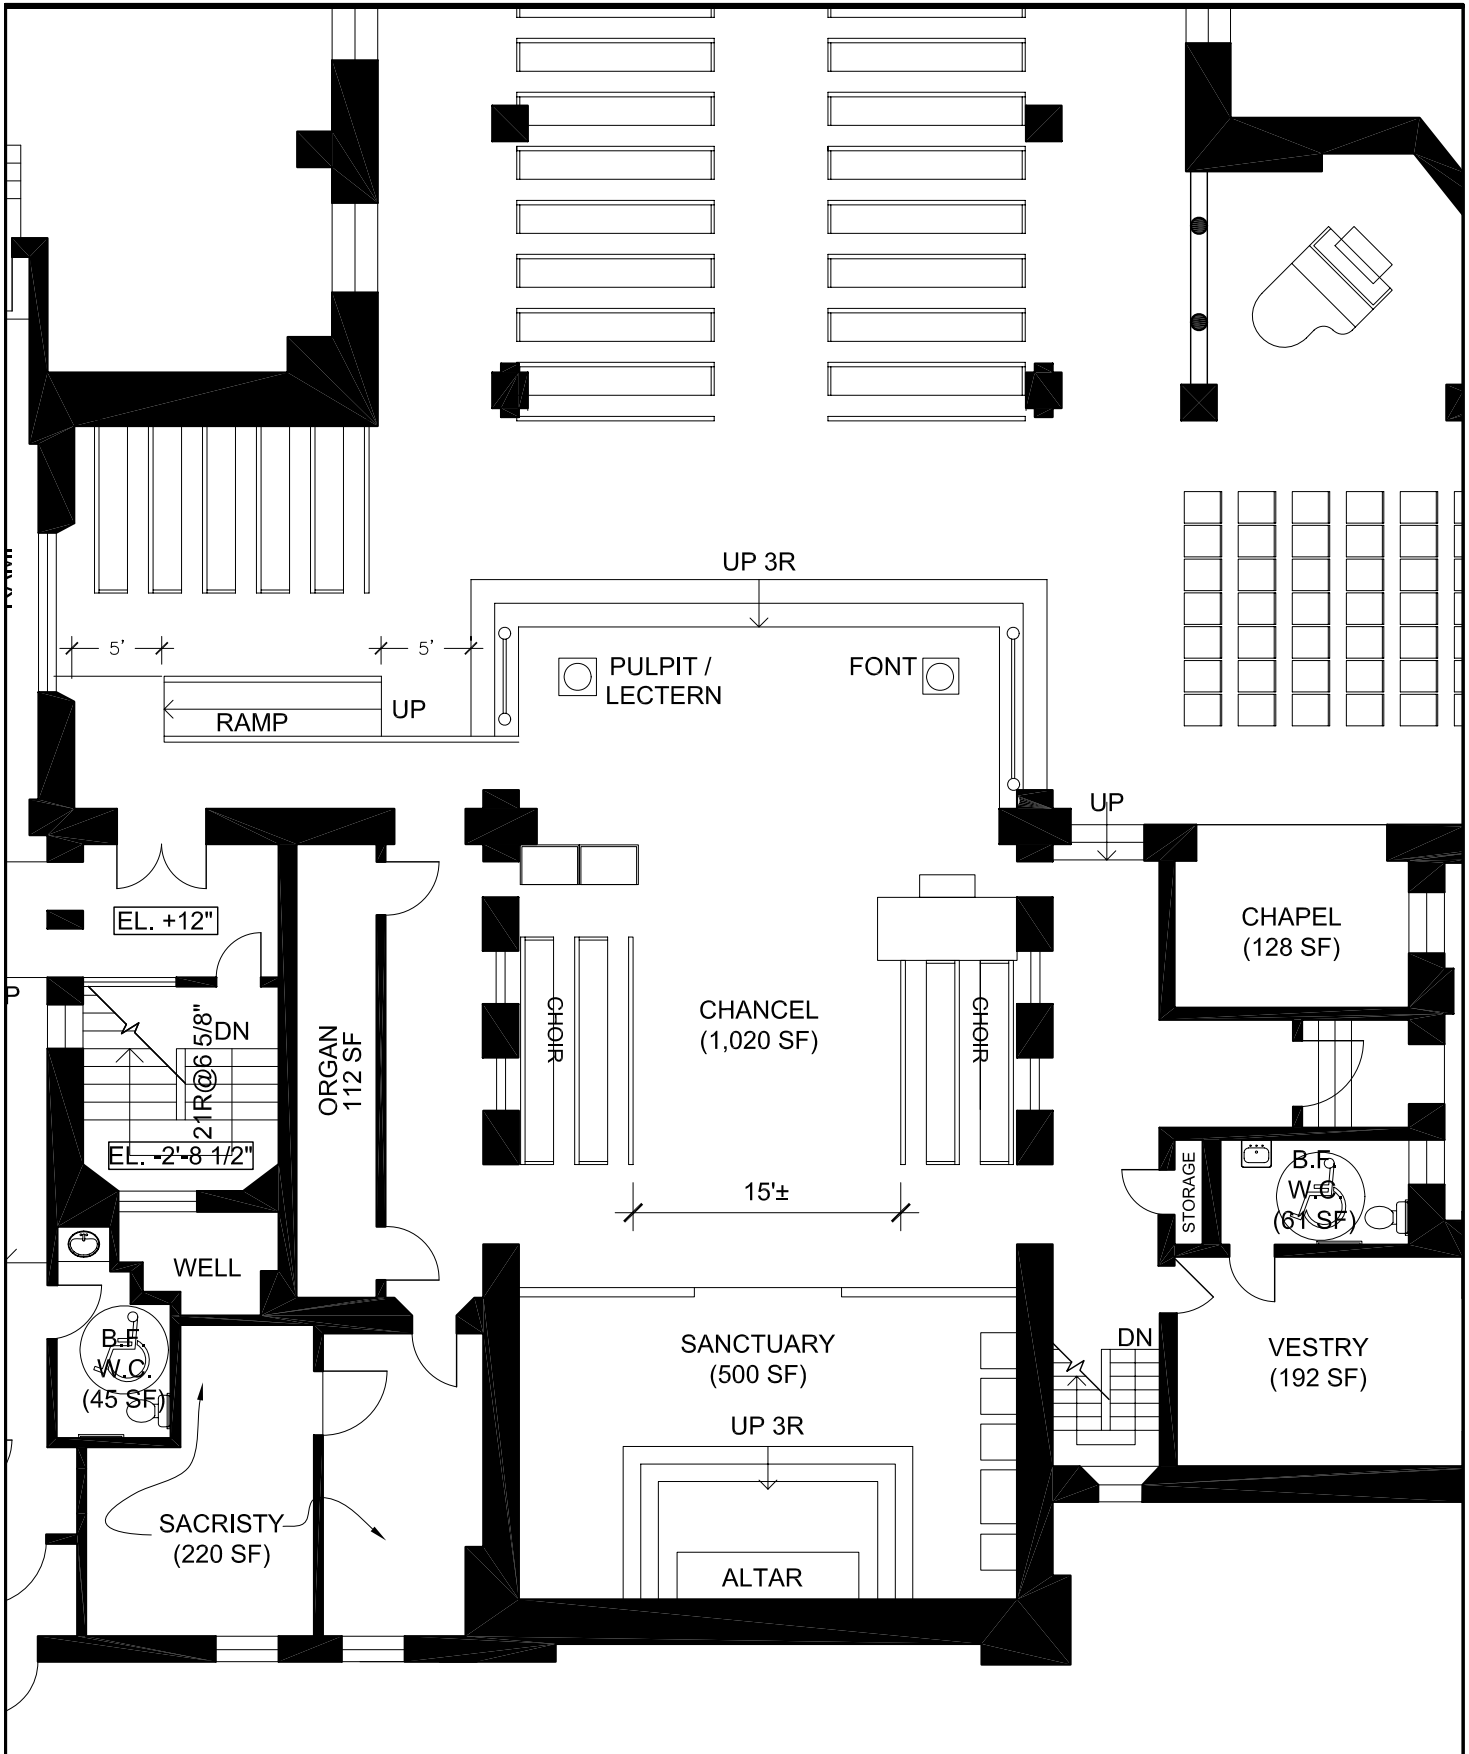 UP 3R
5'
5'
PULPIT /
LECTERN
FONT
RAMP
UP
UP
EL. +12"
CHAPEL
(128 SF)
CHOIR
CHANCEL
(1,020 SF)
CHOIR
DN
21R@6 5/8"
ORGAN
112 SF
EL. -2'-8 1/2"
15'±
STORAGE
B.F.
W.C.
(61 SF)
WELL
B.F.
W.C.
(45 SF)
SANCTUARY
(500 SF)
DN
VESTRY
(192 SF)
UP 3R
SACRISTY
(220 SF)
ALTAR